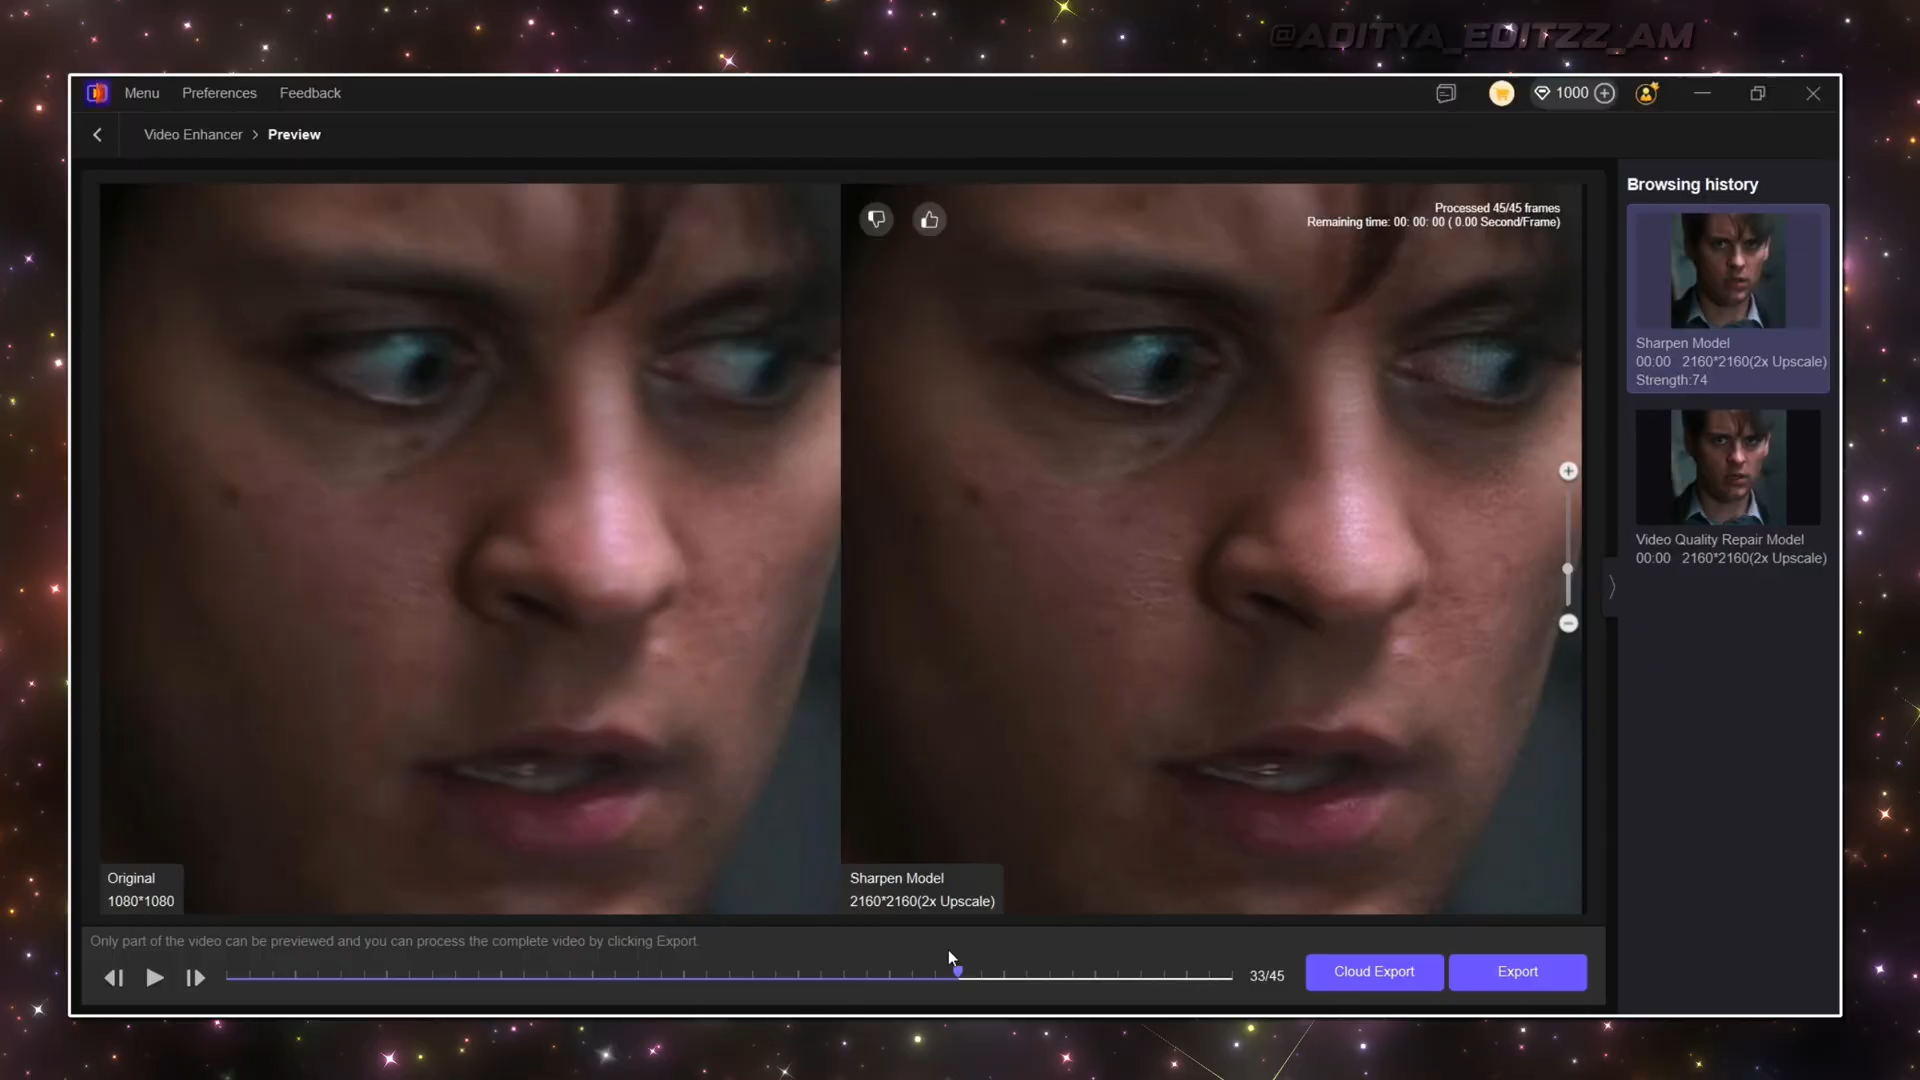 @ADITYA_EDITZZ_AM
Menu Preferences Feedback
1000
Video Enhancer > Preview
Browsing history
Processed 45/45 frames
Remaining time: 00: 00: 00 ( 0.00 Second/Frame)
Sharpen Model
00:00 2160*2160(2x Upscale)
Strength:74
Video Quality Repair Model
00:00 2160*2160(2x Upscale)
Original
1080*1080
Sharpen Model
2160*2160(2x Upscale)
Only part of the video can be previewed and you can process the complete video by clicking Export.
33/45
Cloud Export
Export